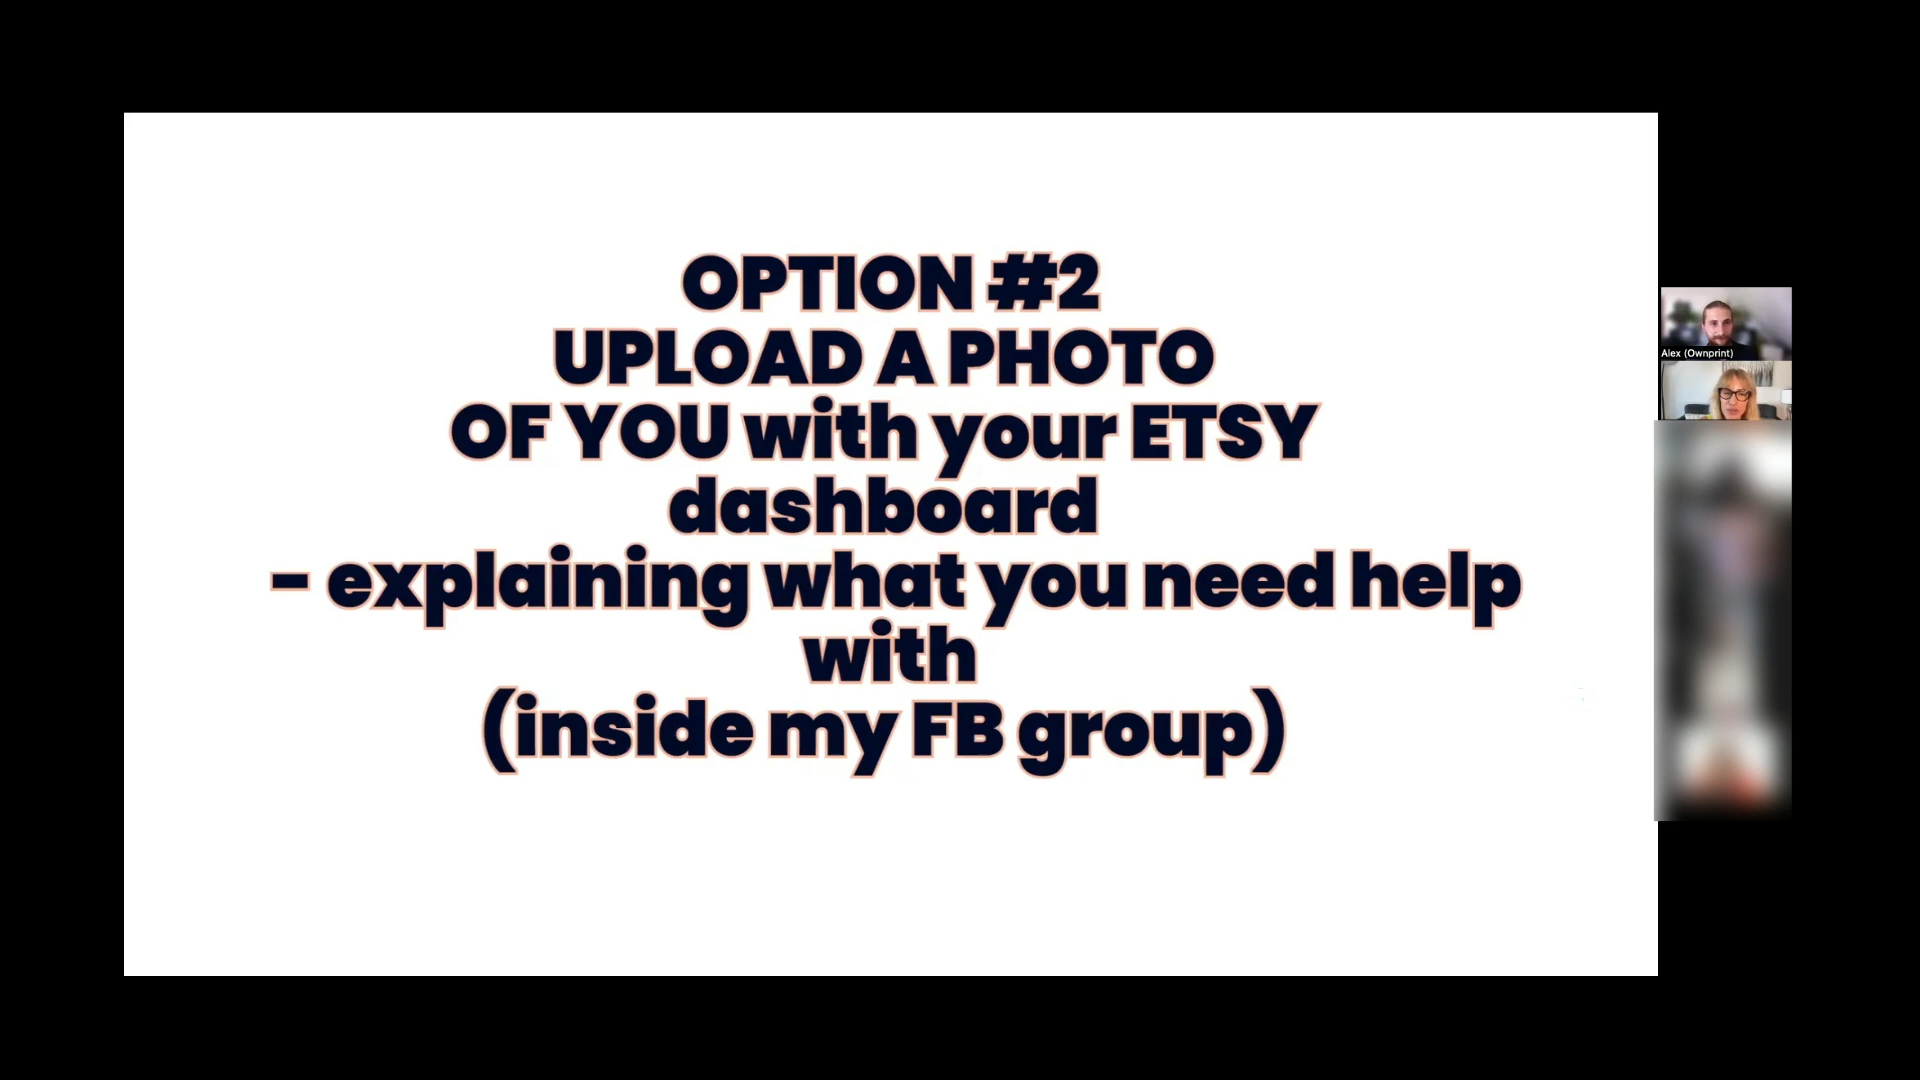 OPTION #2
UPLOAD A PHOTO
OF YOU with your ETSY
dashboard
- explaining what you need help
with
(inside my FB group)
Alex (Ownprint)